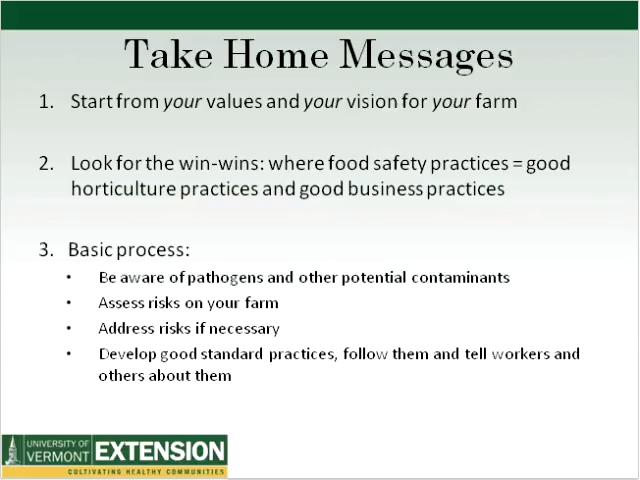 Take Home Messages
1. Start from your values and your vision for your farm
2. Look for the win-wins: where food safety practices = good
horticulture practices and good business practices
3. Basic process:
• Be aware of pathogens and other potential contaminants
• Assess risks on your farm
• Address risks if necessary
• Develop good standard practices, follow them and tell workers and
others about them
UNIVERSITY OF
VERMONT EXTENSION
CULTIVATING HEALTHY COMMUNITIES